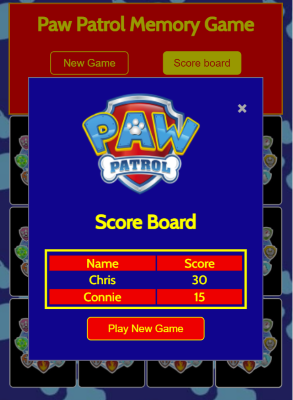 Paw Patrol Memory Game
New Game Score board
×
PAW
PATROL
Score Board
Name Score
Chris 30
Connie 15
Play New Game